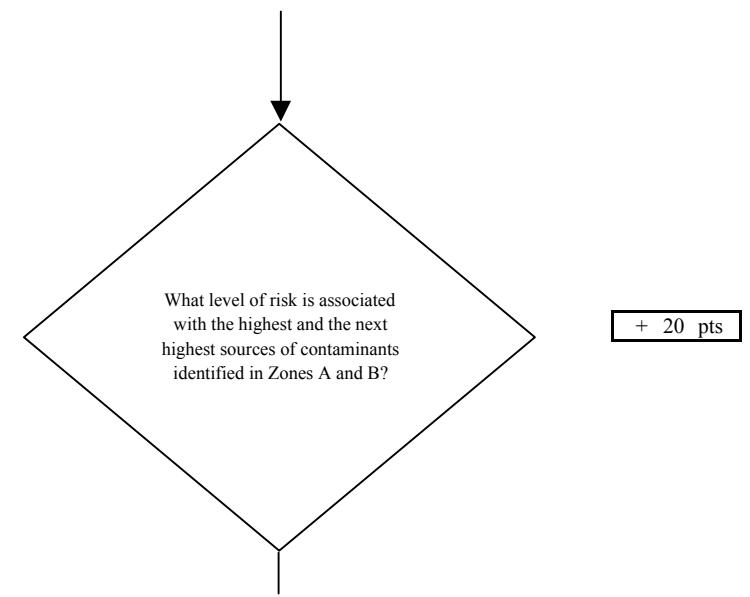 What level of risk is associated
with the highest and the next
highest sources of contaminants
identified in Zones A and B?
+ 20 pts